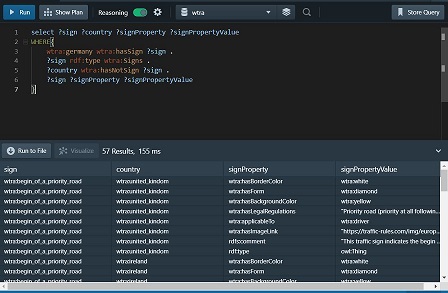 Run Show Plan Reasoning wtra Store Query
1 select ?sign ?country ?signProperty ?signPropertyValue
2 WHERE{
3 wtra:germany wtra:hasSign ?sign .
4 ?sign rdf:type wtra:Signs .
5 ?country wtra:hasNotSign ?sign .
6 ?sign ?signProperty ?signPropertyValue
7 }
Run to File Visualize 57 Results, 155 ms
sign country signProperty signPropertyValue
wtra:begin_of_a_priority_road wtra:united_kindom wtra:hasBorderColor wtra:white
wtra:begin_of_a_priority_road wtra:united_kindom wtra:hasForm wtra:diamond
wtra:begin_of_a_priority_road wtra:united_kindom wtra:hasBackgroundColor wtra:yellow
wtra:begin_of_a_priority_road wtra:united_kindom wtra:hasLegalRegulations "Priority road (priority at all followin...
wtra:begin_of_a_priority_road wtra:united_kindom wtra:applicableTo wtra:driver
wtra:begin_of_a_priority_road wtra:united_kindom wtra:hasImageLink "https://traffic-rules.com/img/europ...
wtra:begin_of_a_priority_road wtra:united_kindom rdfs:comment "This traffic sign indicates the begin ...
wtra:begin_of_a_priority_road wtra:united_kindom rdf:type owl:Thing
wtra:begin_of_a_priority_road wtra:ireland wtra:hasBorderColor wtra:white
wtra:begin_of_a_priority_road wtra:ireland wtra:hasForm wtra:diamond
wtra:begin_of_a_priority_road wtra:ireland wtra:hasBackgroundColor wtra:yellow